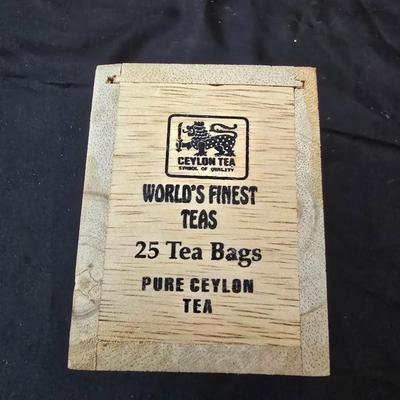 CEYLON TEA
SYMBOL OF QUALITY
WORLD'S FINEST
TEAS
25 Tea Bags
PURE CEYLON
TEA